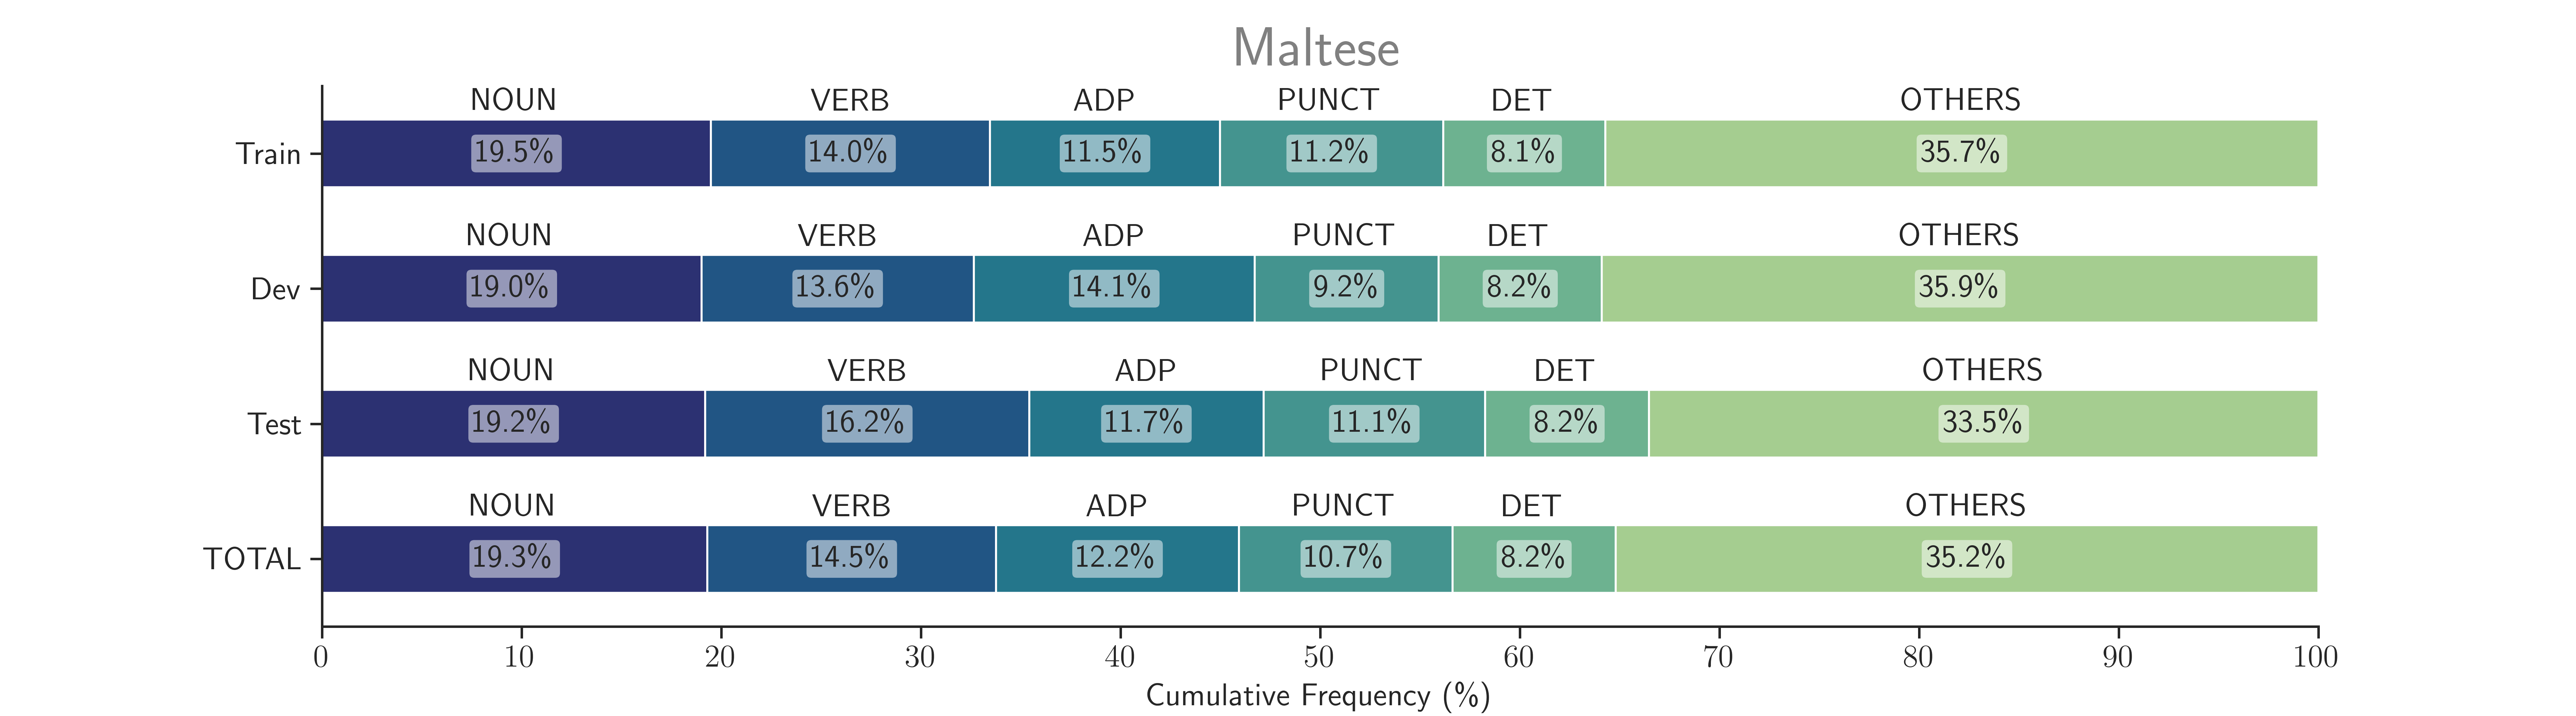 Maltese
NOUN VERB ADP PUNCT DET OTHERS
Train 19.5% 14.0% 11.5% 11.2% 8.1% 35.7%
NOUN VERB ADP PUNCT DET OTHERS
Dev 19.0% 13.6% 14.1% 9.2% 8.2% 35.9%
NOUN VERB ADP PUNCT DET OTHERS
Test 19.2% 16.2% 11.7% 11.1% 8.2% 33.5%
NOUN VERB ADP PUNCT DET OTHERS
TOTAL 19.3% 14.5% 12.2% 10.7% 8.2% 35.2%
0 10 20 30 40 50 60 70 80 90 100
Cumulative Frequency (%)